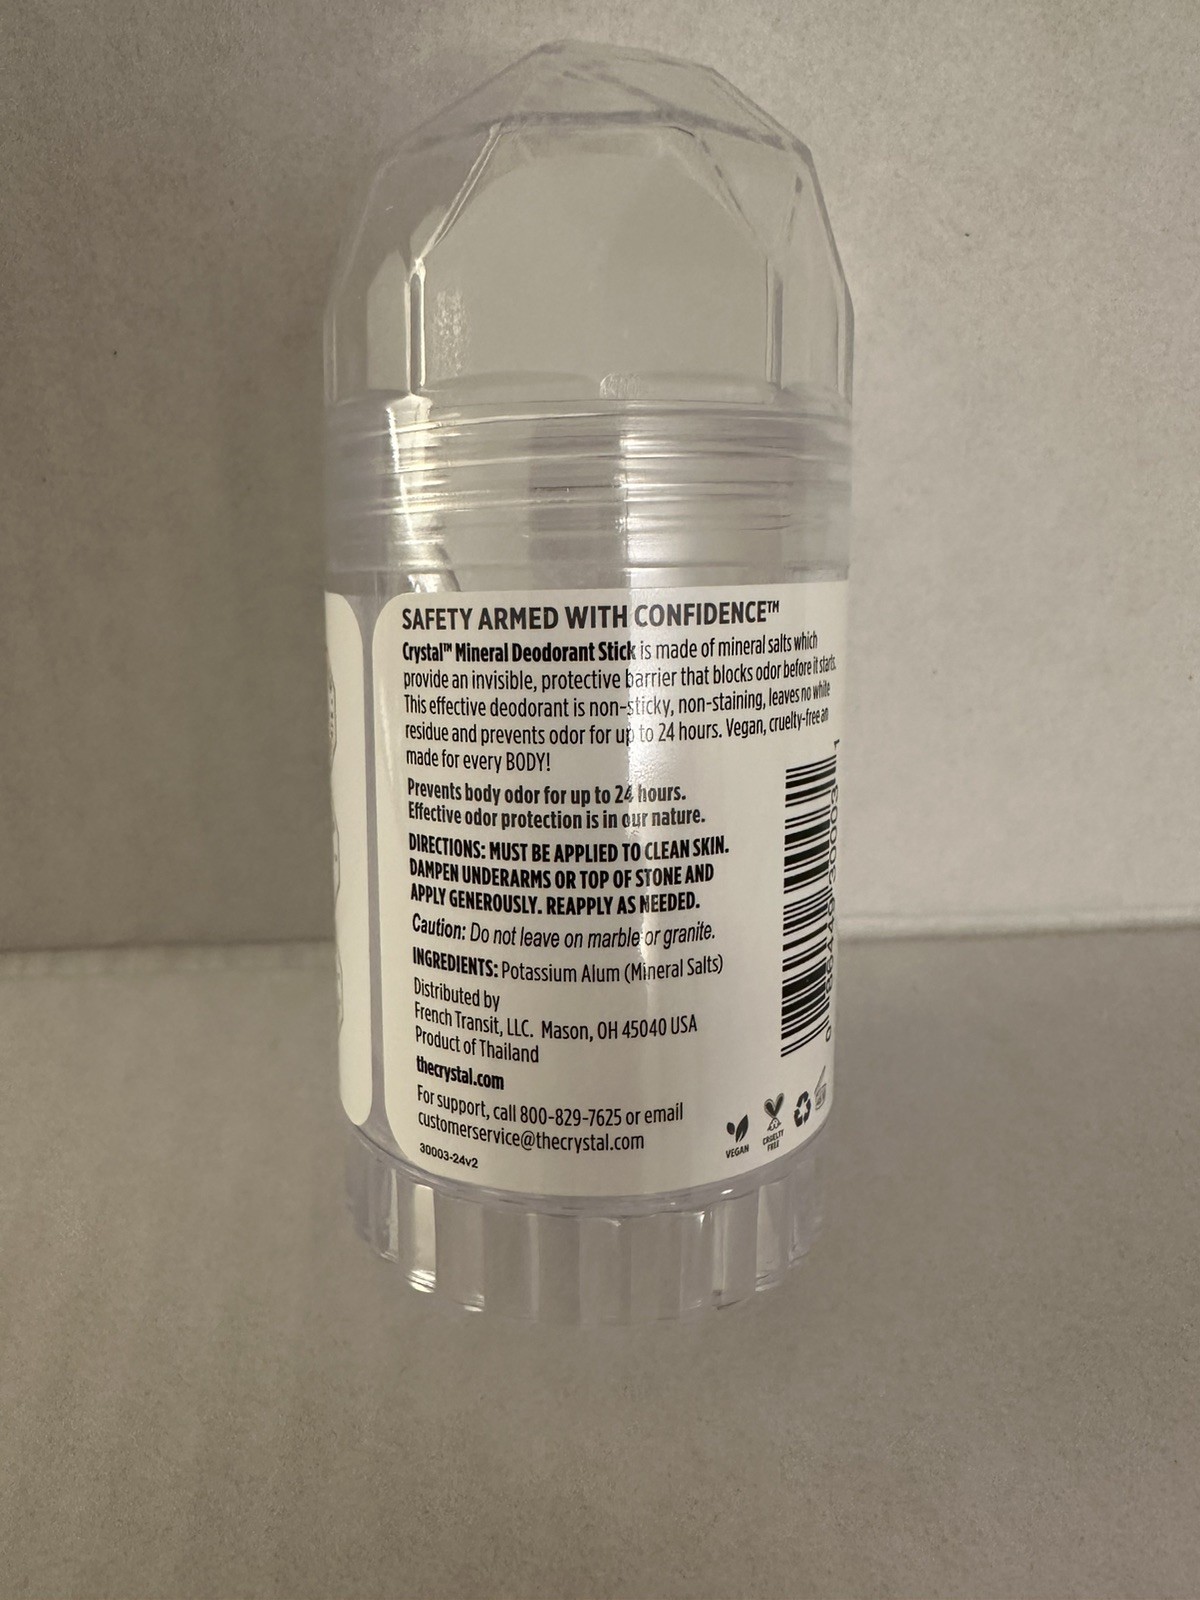 SAFETY ARMED WITH CONFIDENCE™
Crystal™ Mineral Deodorant Stick is made of mineral salts which
provide an invisible, protective barrier that blocks odor before it starts.
This effective deodorant is non-sticky, non-staining, leaves no white
residue and prevents odor for up to 24 hours. Vegan, cruelty-free an
made for every BODY!
Prevents body odor for up to 24 hours.
Effective odor protection is in our nature.
DIRECTIONS: MUST BE APPLIED TO CLEAN SKIN.
DAMPEN UNDERARMS OR TOP OF STONE AND
APPLY GENEROUSLY. REAPPLY AS NEEDED.
Caution: Do not leave on marble or granite.
INGREDIENTS: Potassium Alum (Mineral Salts)
Distributed by
French Transit, LLC. Mason, OH 45040 USA
Product of Thailand
thecrystal.com
For support, call 800-829-7625 or email
customerservice@thecrystal.com
30003-24v2
VEGAN
CRUELTY
FREE
0 86449 30003 1